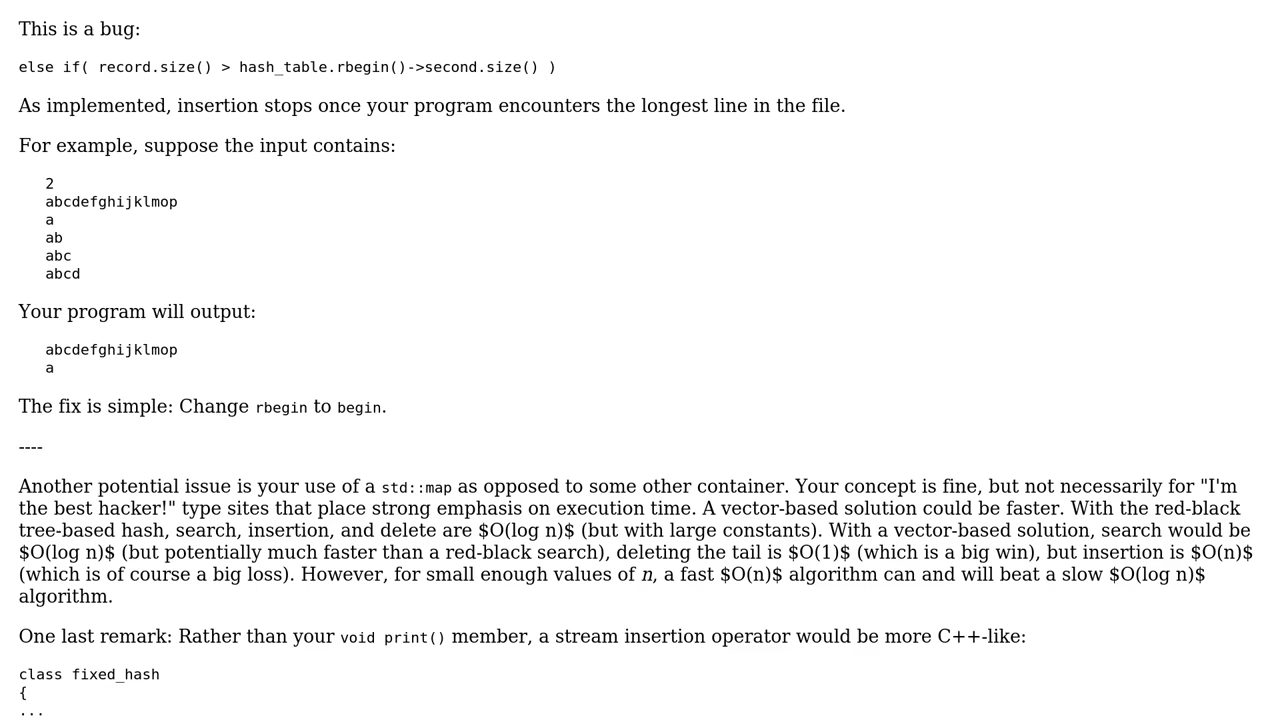 This is a bug:
else if( record.size() > hash_table.rbegin()->second.size() )
As implemented, insertion stops once your program encounters the longest line in the file.
For example, suppose the input contains:
2
abcdefghijklmop
a
ab
abc
abcd
Your program will output:
abcdefghijklmop
a
The fix is simple: Change rbegin to begin.
----
Another potential issue is your use of a std::map as opposed to some other container. Your concept is fine, but not necessarily for "I'm
the best hacker!" type sites that place strong emphasis on execution time. A vector-based solution could be faster. With the red-black
tree-based hash, search, insertion, and delete are $O(log n)$ (but with large constants). With a vector-based solution, search would be
$O(log n)$ (but potentially much faster than a red-black search), deleting the tail is $O(1)$ (which is a big win), but insertion is $O(n)$
(which is of course a big loss). However, for small enough values of n, a fast $O(n)$ algorithm can and will beat a slow $O(log n)$
algorithm.
One last remark: Rather than your void print() member, a stream insertion operator would be more C++-like:
class fixed_hash
{
...